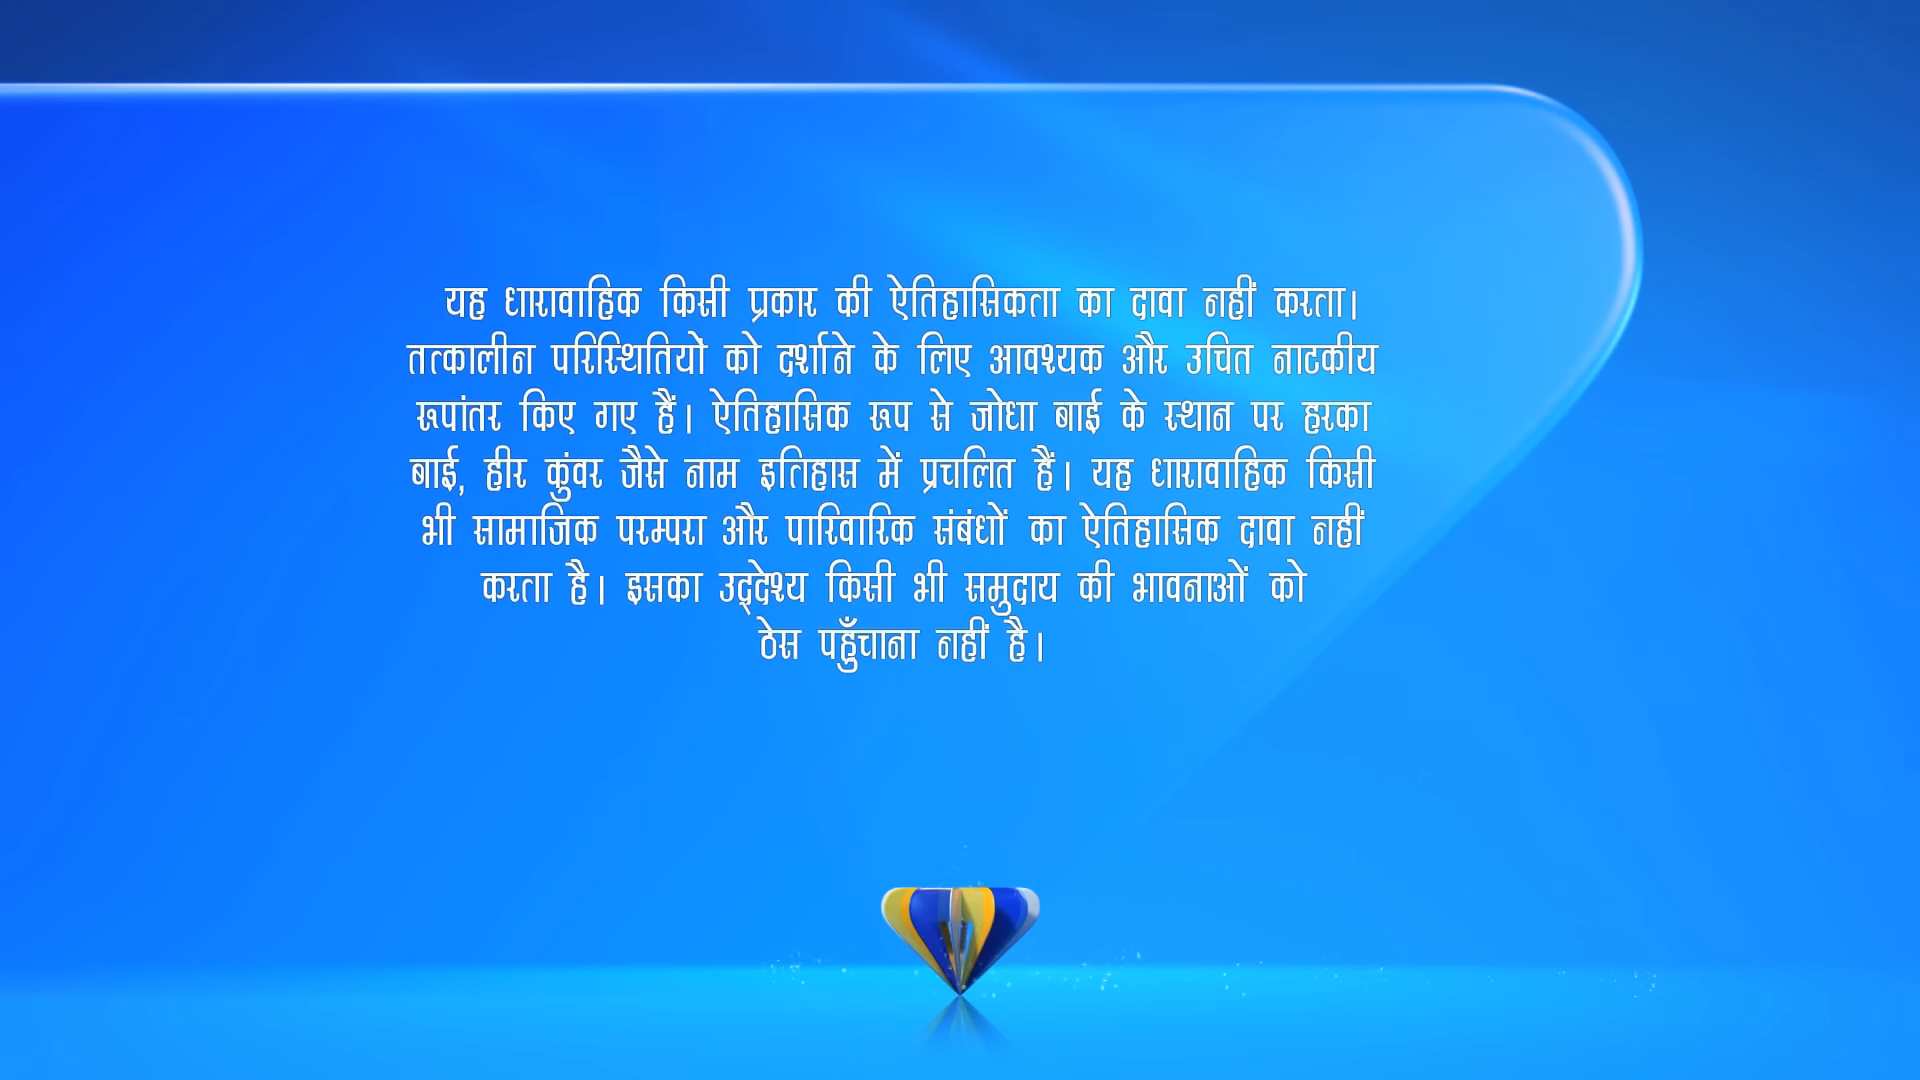 यह धारावाहिक किसी प्रकार की ऐतिहासिकता का दावा नहीं करता।
तत्कालीन परिस्थितियों को दर्शाने के लिए आवश्यक और उचित नाटकीय
रूपांतर किए गए हैं। ऐतिहासिक रूप से जोधा बाई के स्थान पर हरका
बाई, हीर कुंवर जैसे नाम इतिहास में प्रचलित हैं। यह धारावाहिक किसी
भी सामाजिक परम्परा और पारिवारिक संबंधों का ऐतिहासिक दावा नहीं
करता है। इसका उद्देश्य किसी भी समुदाय की भावनाओं को
ठेस पहुँचाना नहीं है।